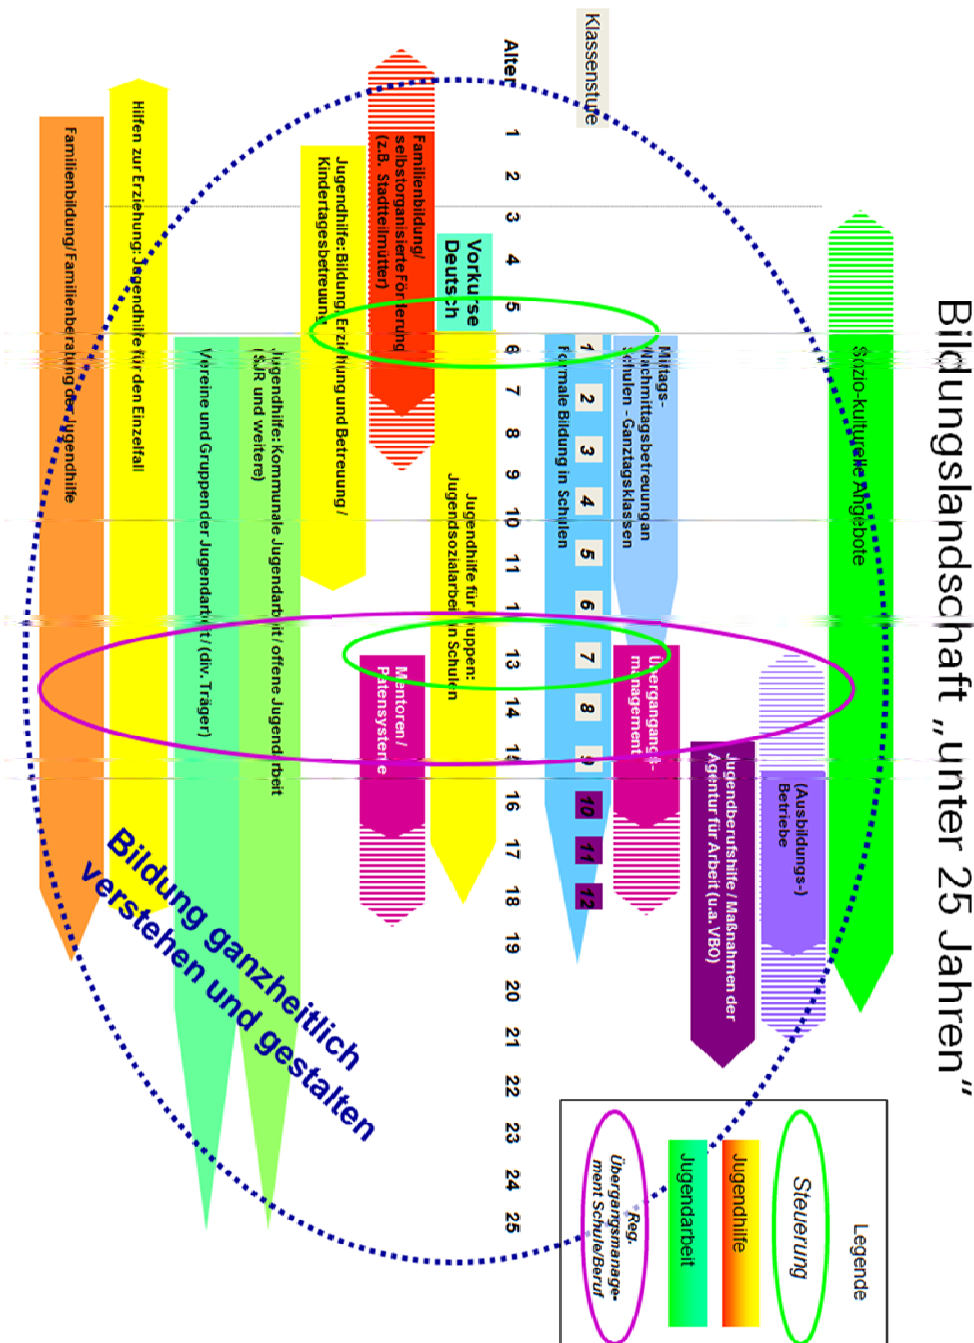 Bildungslandschaft „unter 25 Jahren“
Legende
Steuerung
Jugendhilfe
Jugendarbeit
Reg.
Übergangsmanage-
ment Schule/Beruf
Sozio-kulturelle Angebote
(Ausbildungs-)
Betriebe
Jugendberufshilfe / Maßnahmen der
Agentur für Arbeit (u.a. VB0)
Mittags-
Nachmittagsbetreuung an
Schulen - Ganztagsklassen
Übergangangs-
management
Klassenstufe
1 2 3 4 5 6 7 8 9 10 11 12
Formale Bildung in Schulen
Alter 1 2 3 4 5 6 7 8 9 10 11 1 13 14 1 16 17 18 19 20 21 22 23 24 25
Vorkurse
Deutsch
Jugendhilfe für Gruppen:
Jugendsozialarbeit in Schulen
Familienbildung/
selbstorganisierte Förderung
(z.B. Stadtteilmütter)
Mentoren /
Patensysteme
Jugendhilfe: Bildung, Erziehung und Betreuung /
Kindertagesbetreuung
Jugendhilfe: Kommunale Jugendarbeit / offene Jugendarbeit
(SJR und weitere)
Vereine und Gruppen der Jugendarbeit / (div. Träger)
Hilfen zur Erziehung: Jugendhilfe für den Einzelfall
Familienbildung/Familienberatung der Jugendhilfe
Bildung ganzheitlich
verstehen und gestalten